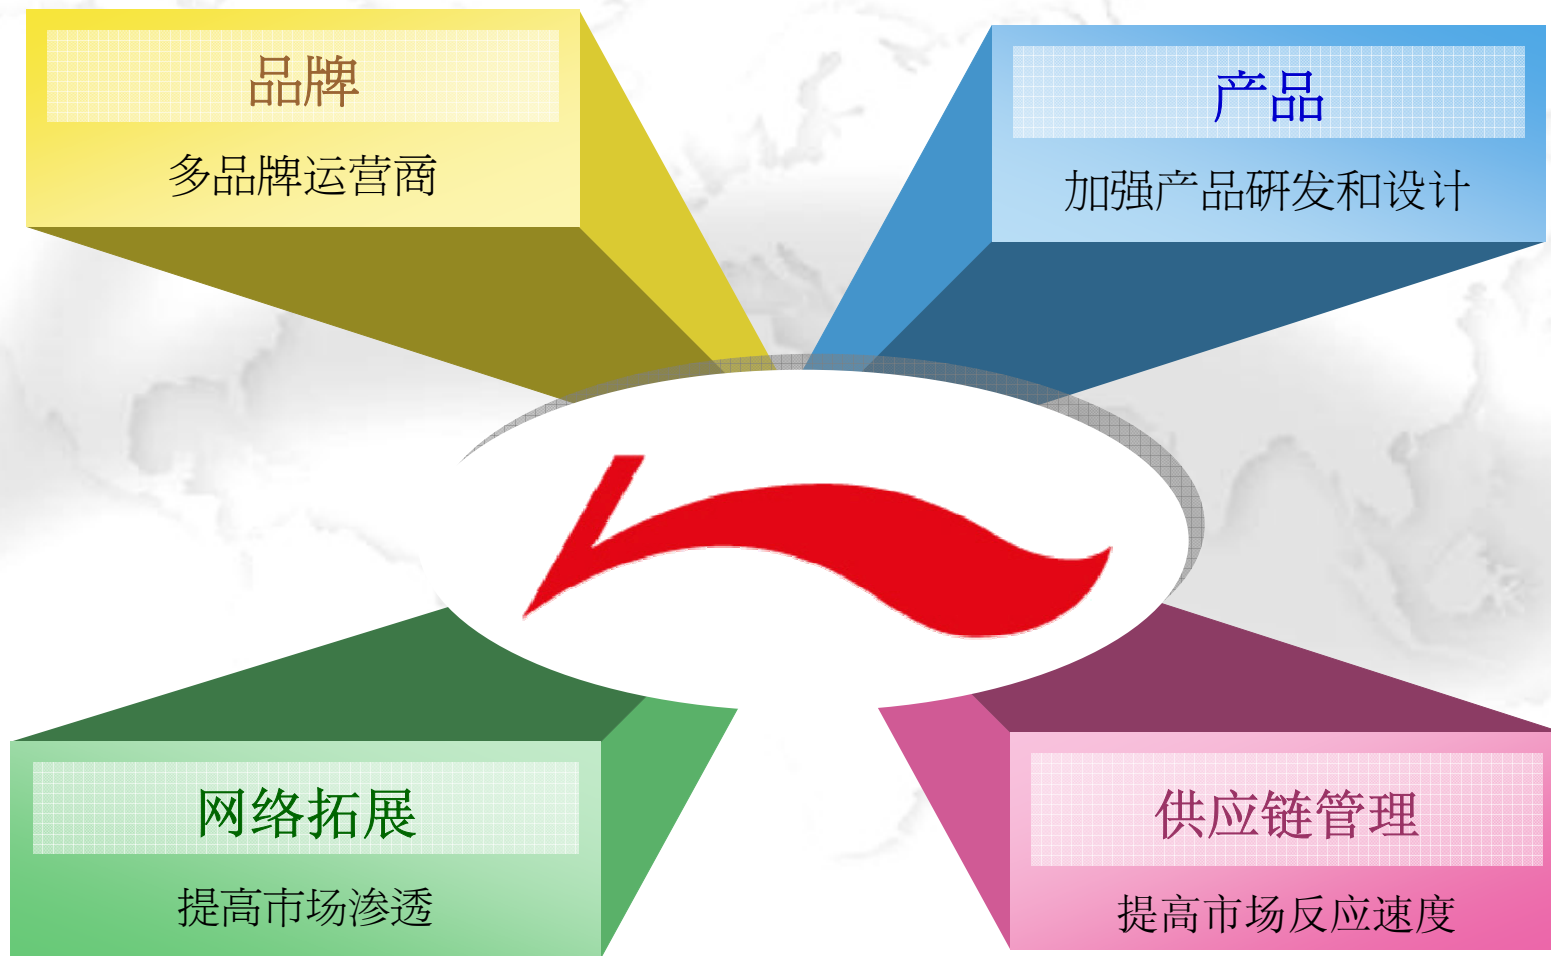 品牌
多品牌运营商
产品
加强产品研发和设计
网络拓展
提高市场渗透
供应链管理
提高市场反应速度